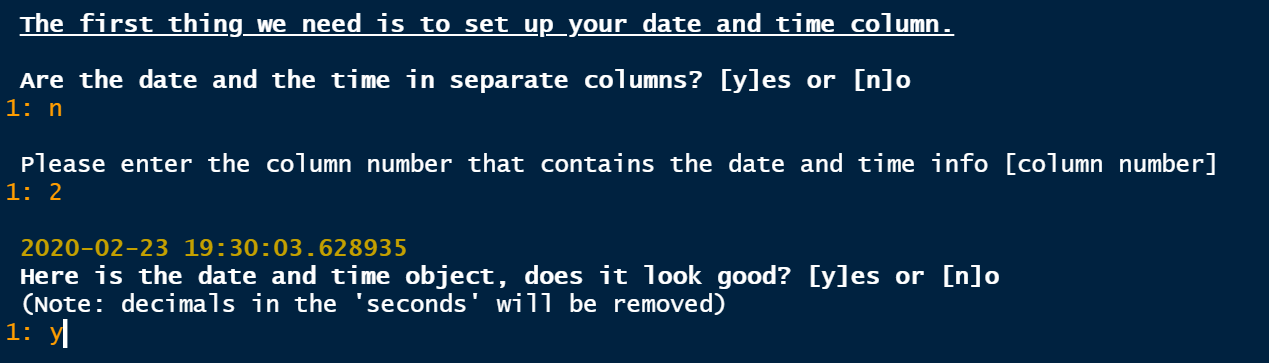 The first thing we need is to set up your date and time column.
Are the date and the time in separate columns? [y]es or [n]o
1: n
Please enter the column number that contains the date and time info [column number]
1: 2
2020-02-23 19:30:03.628935
Here is the date and time object, does it look good? [y]es or [n]o
(Note: decimals in the 'seconds' will be removed)
1: y